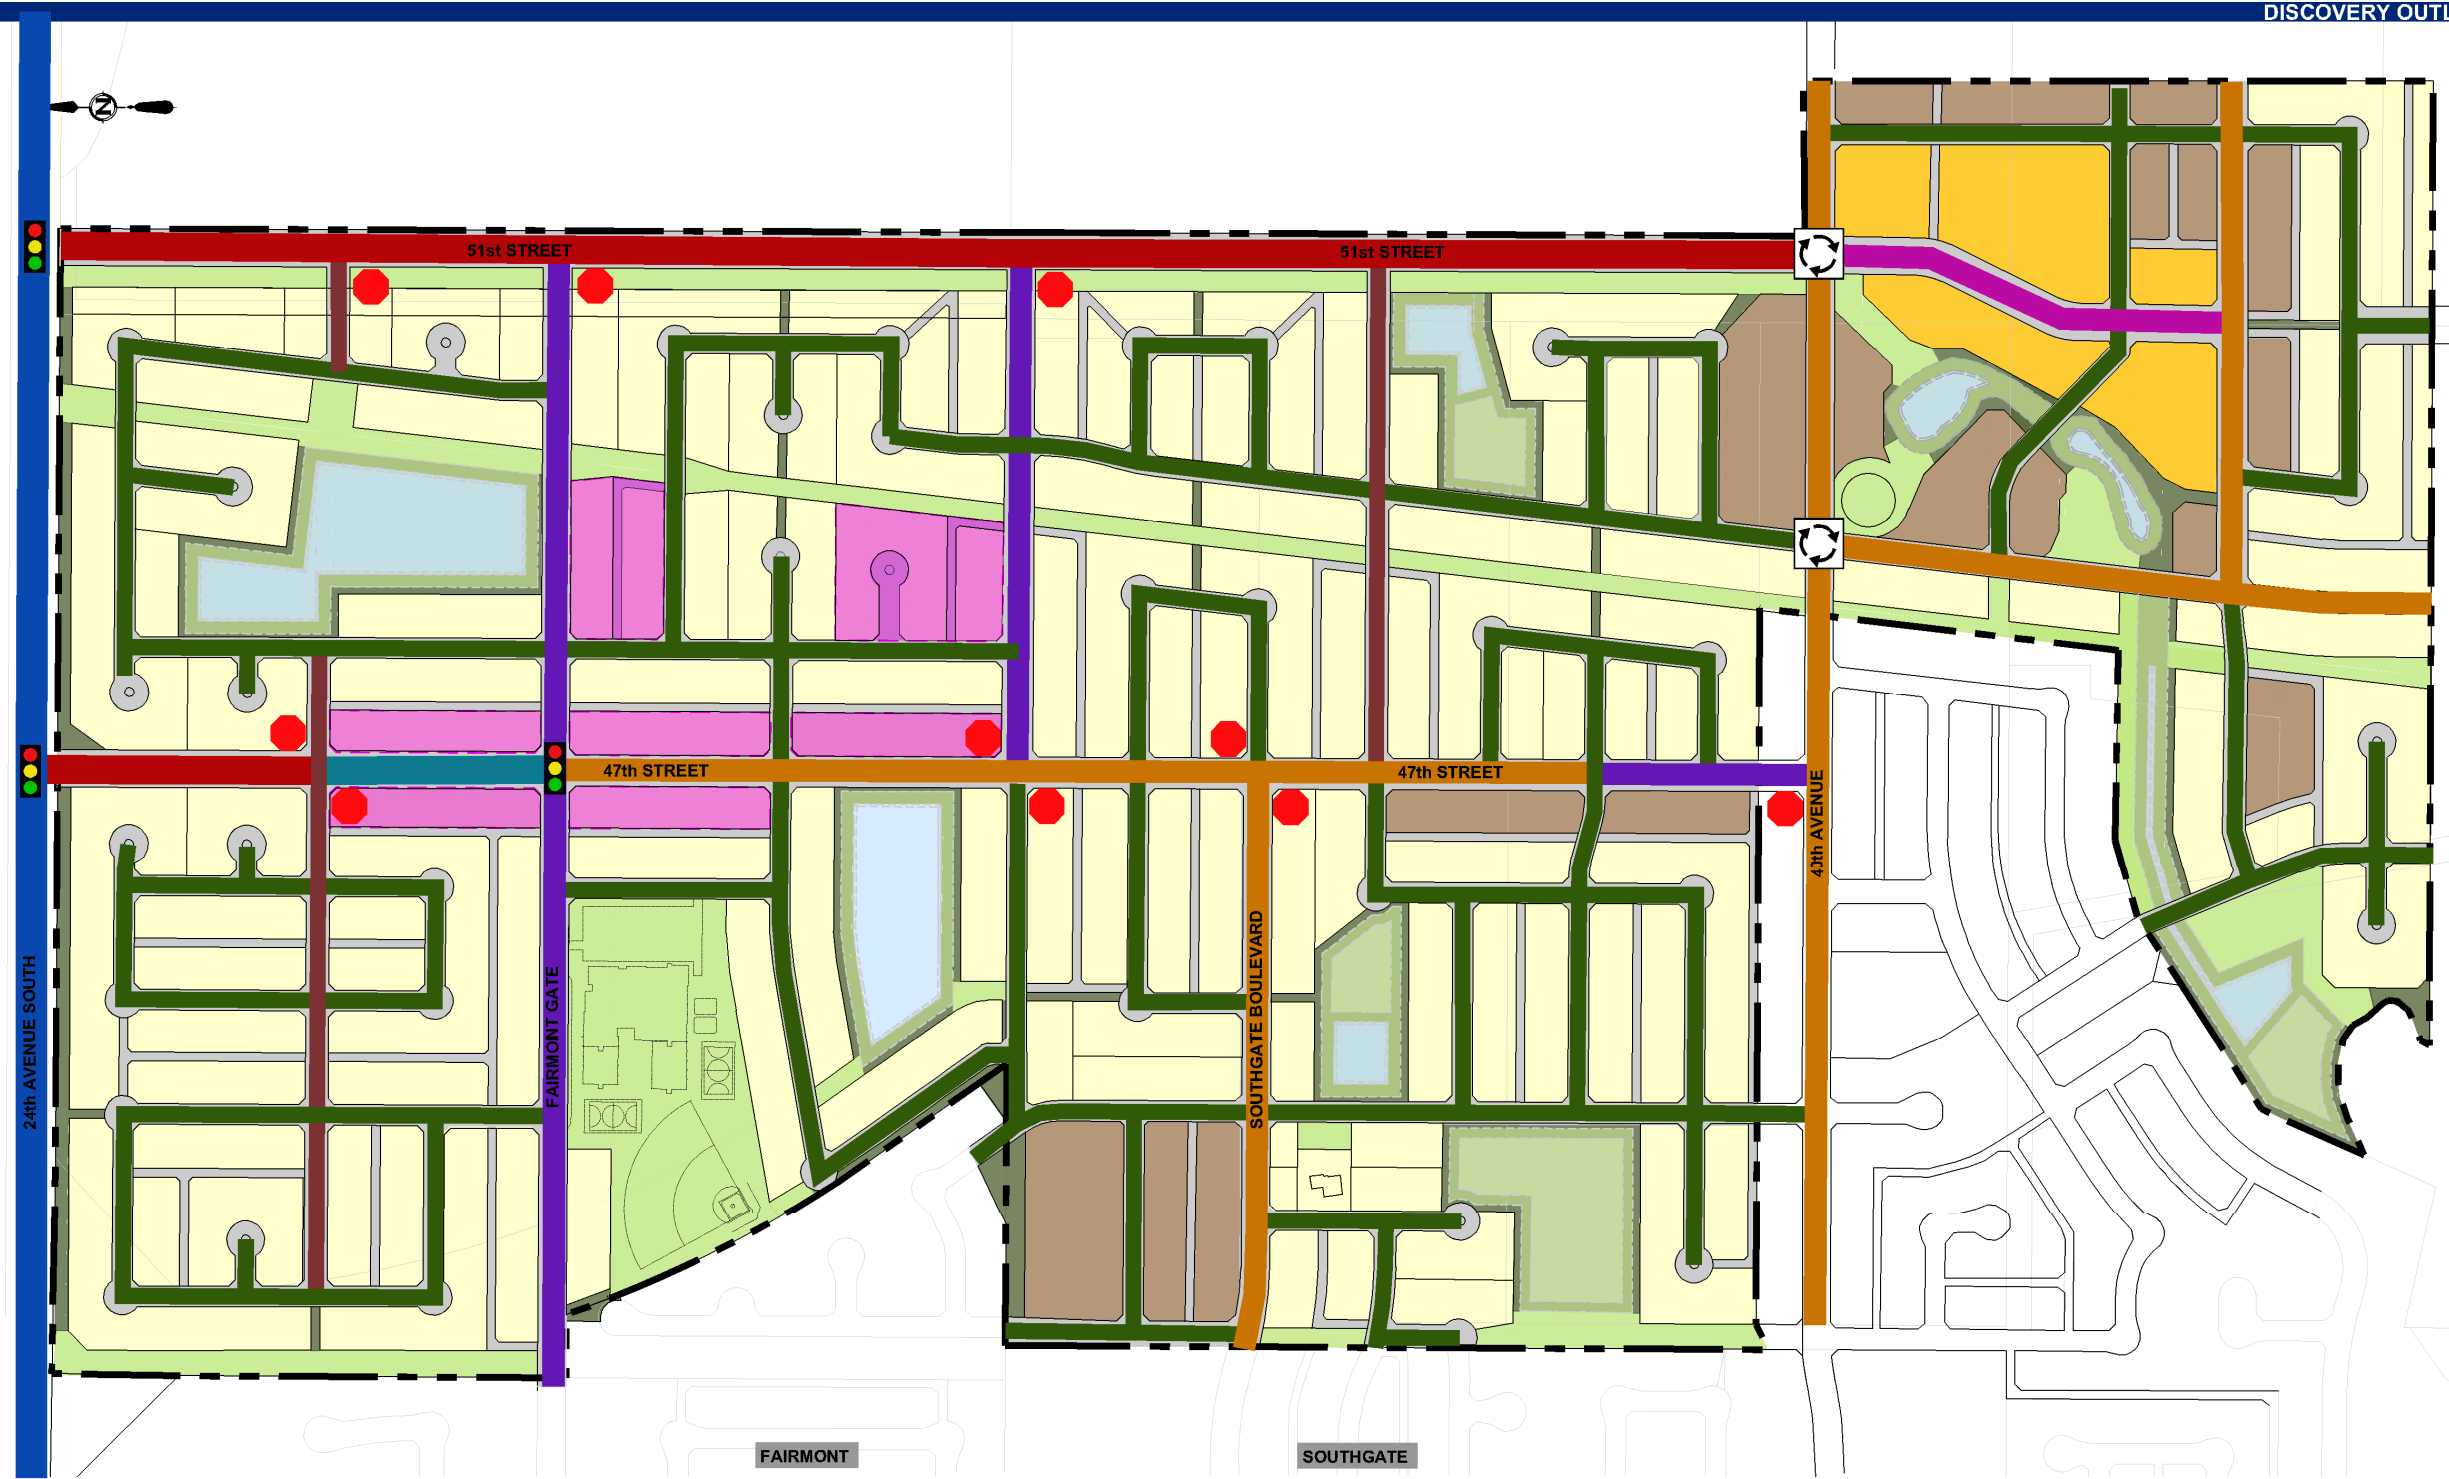 DISCOVERY OUTL
N
51st STREET
51st STREET
47th STREET
47th STREET
40th AVENUE
24th AVENUE SOUTH
FAIRMONT GATE
SOUTHGATE BOULEVARD
FAIRMONT
SOUTHGATE